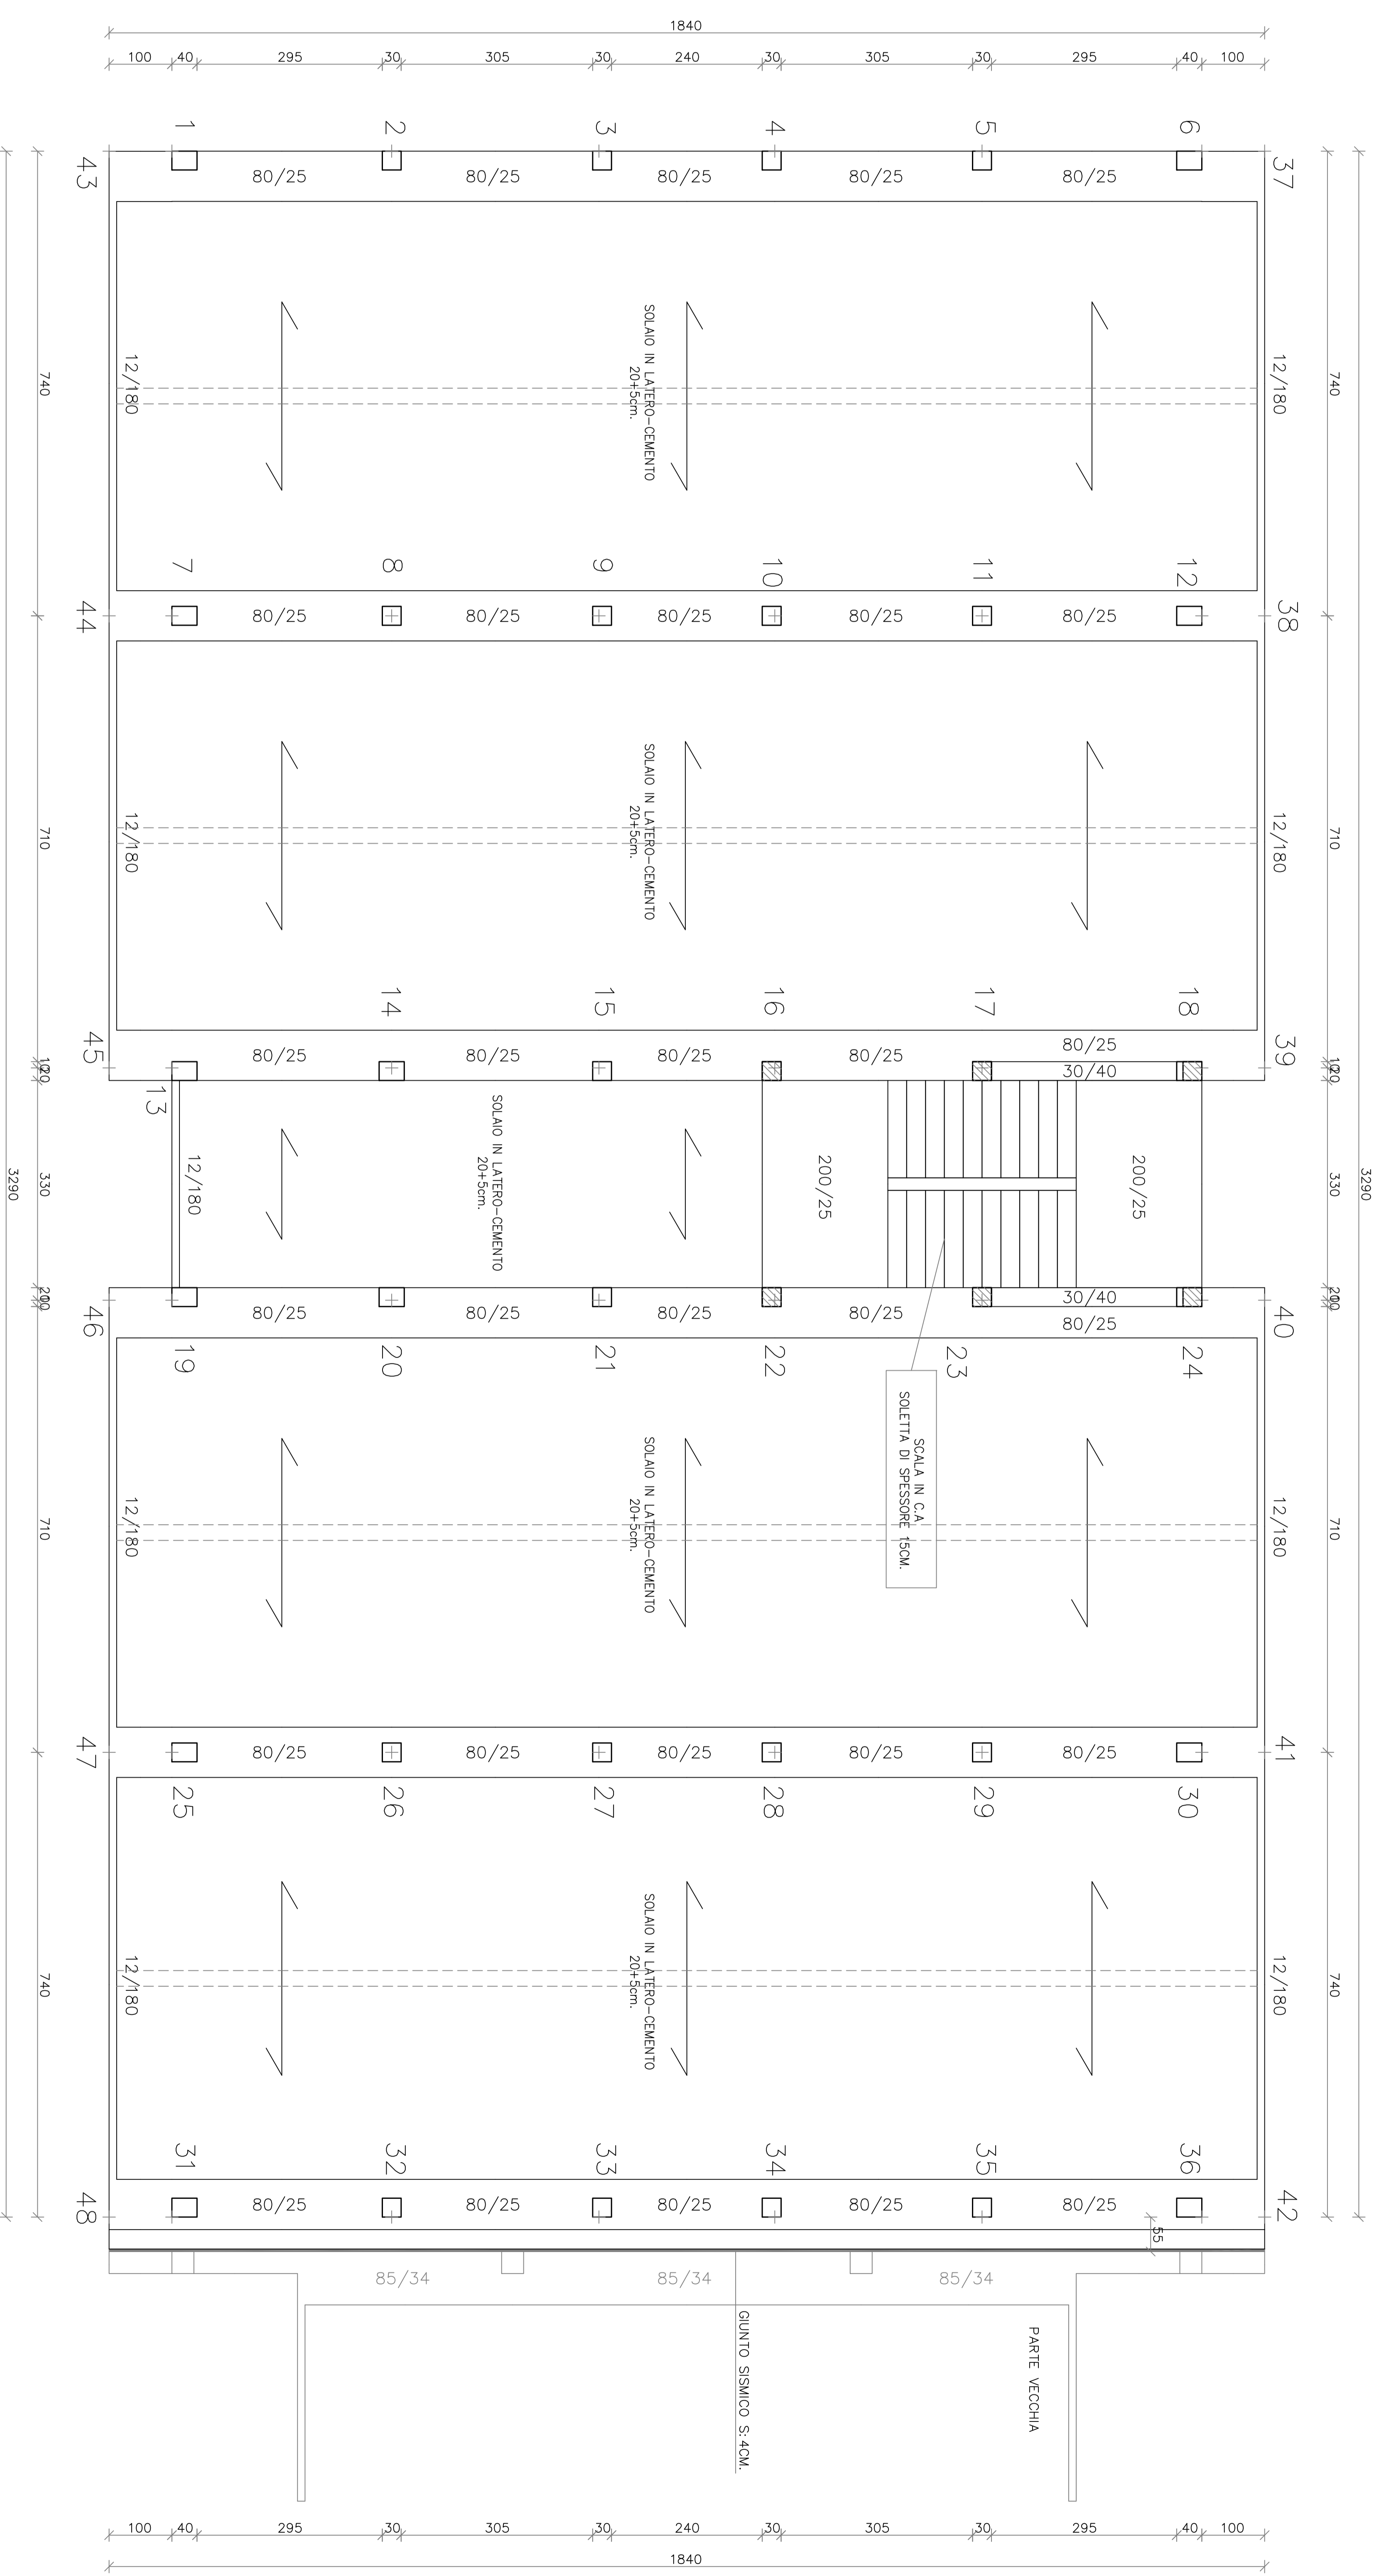 1840
100 40 295 30 305 30 240 30 305 30 295 40 100
1 2 3 4 5 6
43 37
80/25 80/25 80/25 80/25 80/25
12/180
SOLAIO IN LATERO-CEMENTO
20+5cm.
12/180
740 740
7 8 9 10 11 12
44 38
80/25 80/25 80/25 80/25 80/25
12/180
SOLAIO IN LATERO-CEMENTO
20+5cm.
12/180
710 710
14 15 16 17 18
45 39
80/25 80/25 80/25 80/25 80/25
30/40
13
10 20 10 20
12/180
SOLAIO IN LATERO-CEMENTO
20+5cm.
200/25 200/25
330 330
3290 3290
30/40
80/25 80/25 80/25 80/25 80/25
46 40
19 20 21 22 23 24
SCALA IN C.A
SOLETTA DI SPESSORE 15CM.
12/180
SOLAIO IN LATERO-CEMENTO
20+5cm.
12/180
710 710
47 41
80/25 80/25 80/25 80/25 80/25
25 26 27 28 29 30
12/180
SOLAIO IN LATERO-CEMENTO
20+5cm.
12/180
740 740
31 32 33 34 35 36
48 42
80/25 80/25 80/25 80/25 80/25
55
85/34 85/34 85/34
GIUNTO SISMICO S: 4CM.
PARTE VECCHIA
100 40 295 30 305 30 240 30 305 30 295 40 100
1840